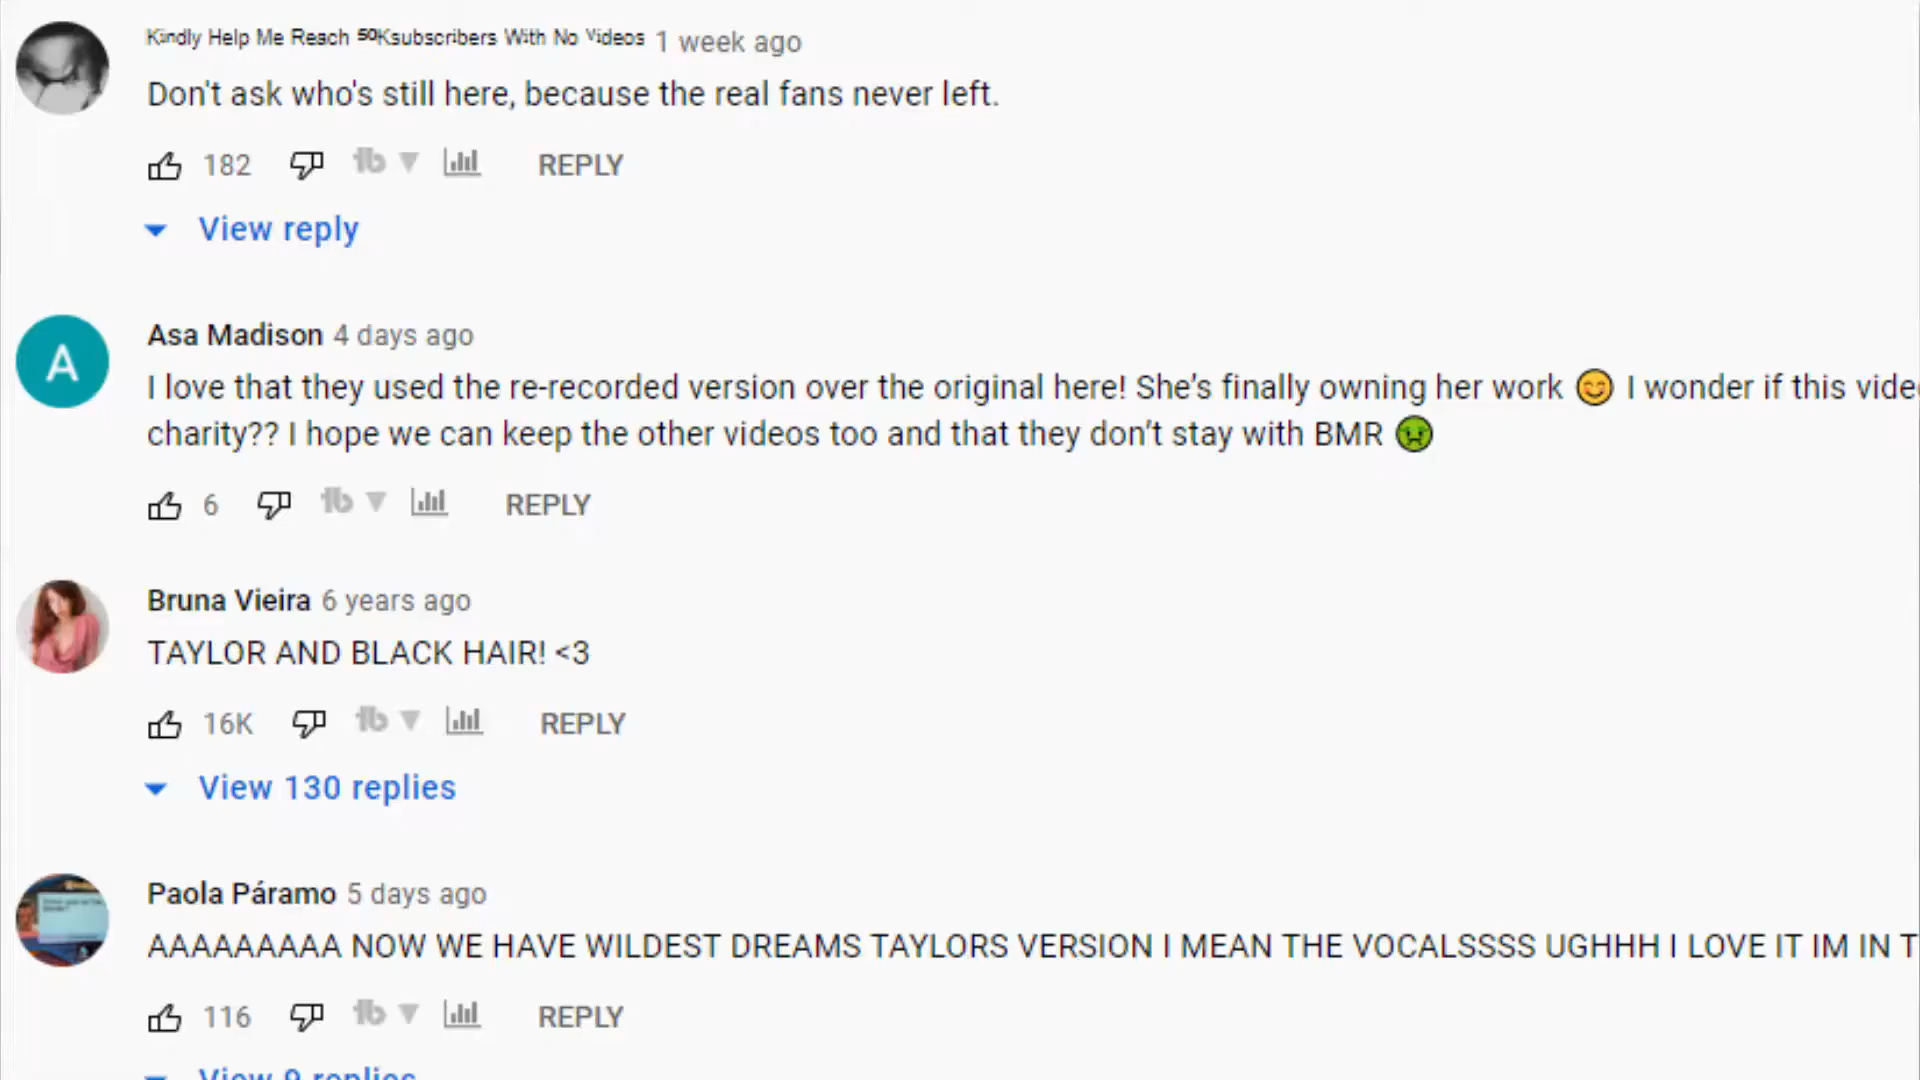 Kindly Help Me Reach ⁵⁰Ksubscribers With No Videos 1 week ago
Don't ask who's still here, because the real fans never left.
182 REPLY
View reply
A
Asa Madison 4 days ago
I love that they used the re-recorded version over the original here! She’s finally owning her work 😊 I wonder if this
charity?? I hope we can keep the other videos too and that they don’t stay with BMR 🤢
6 REPLY
Bruna Vieira 6 years ago
TAYLOR AND BLACK HAIR! <3
16K REPLY
View 130 replies
Paola Páramo 5 days ago
AAAAAAAAA NOW WE HAVE WILDEST DREAMS TAYLORS VERSION I MEAN THE VOCALSSSS UGHHH I LOVE IT IM IN
116 REPLY
View 9 replies